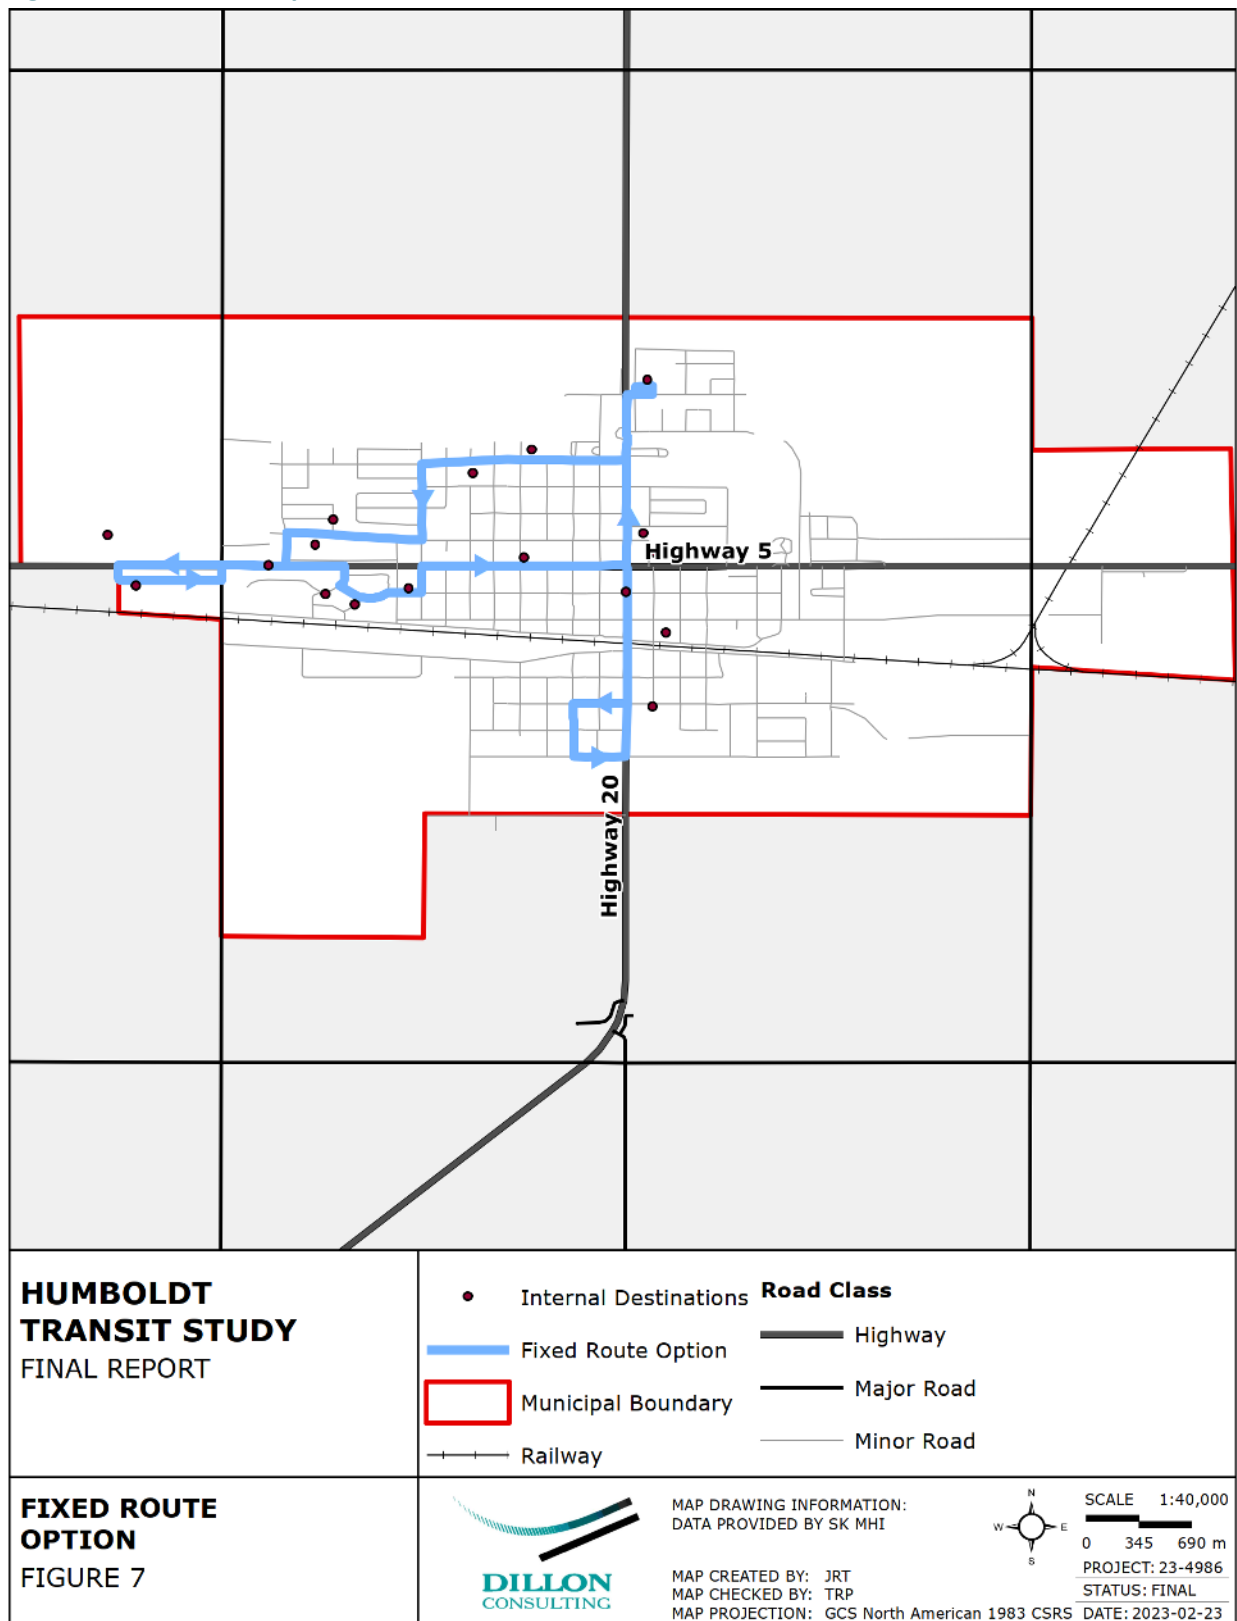 Highway 5
Highway 20
HUMBOLDT
TRANSIT STUDY
FINAL REPORT
Internal Destinations
Fixed Route Option
Municipal Boundary
Railway
Road Class
Highway
Major Road
Minor Road
FIXED ROUTE
OPTION
FIGURE 7
DILLON
CONSULTING
MAP DRAWING INFORMATION:
DATA PROVIDED BY SK MHI
MAP CREATED BY: JRT
MAP CHECKED BY: TRP
MAP PROJECTION: GCS North American 1983 CSRS
N
W E
S
SCALE 1:40,000
0 345 690 m
PROJECT: 23-4986
STATUS: FINAL
DATE: 2023-02-23